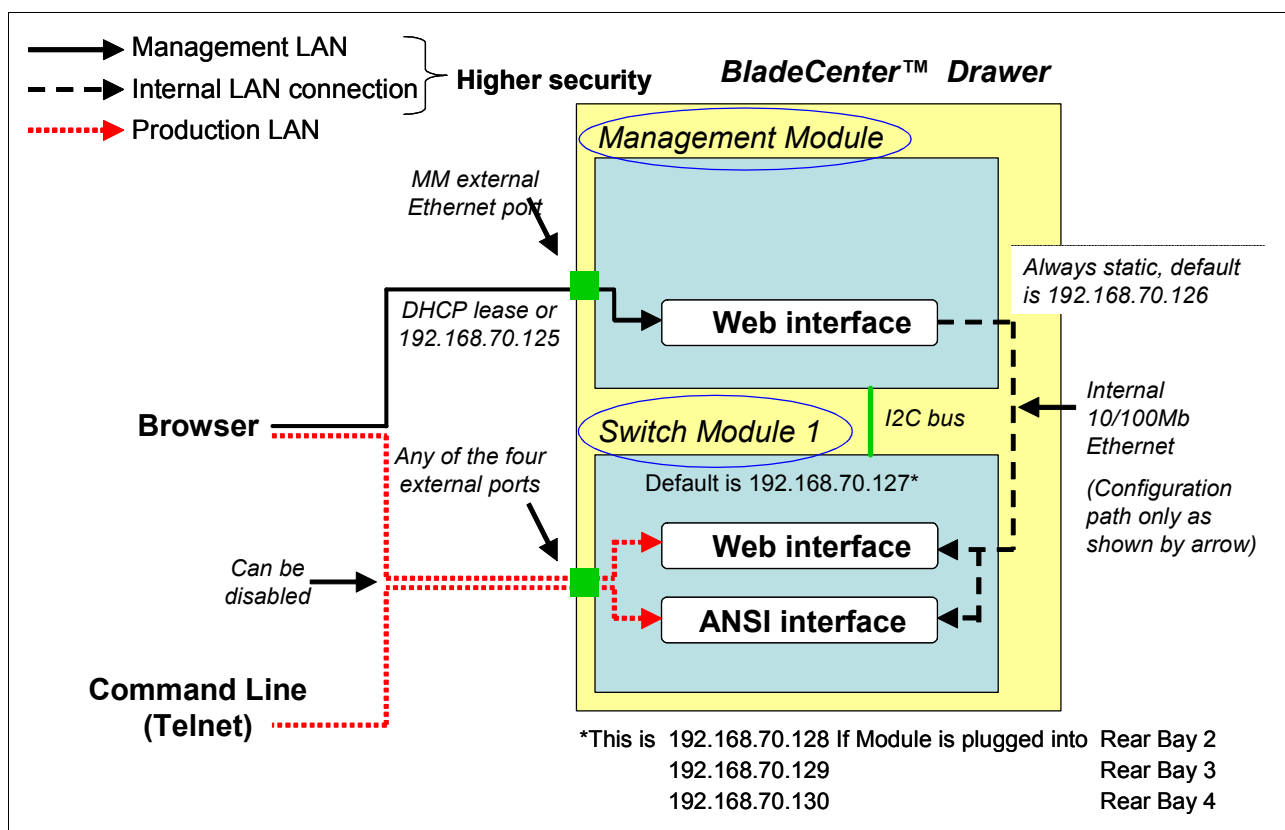 Management LAN
Internal LAN connection
Production LAN
Higher security
BladeCenter™ Drawer
Management Module
MM external
Ethernet port
DHCP lease or
192.168.70.125
Web interface
Always static, default
is 192.168.70.126
Browser
I2C bus
Internal
10/100Mb
Ethernet
(Configuration
path only as
shown by arrow)
Switch Module 1
Any of the four
external ports
Default is 192.168.70.127*
Web interface
ANSI interface
Can be
disabled
Command Line
(Telnet)
*This is 192.168.70.128 If Module is plugged into Rear Bay 2
192.168.70.129 Rear Bay 3
192.168.70.130 Rear Bay 4